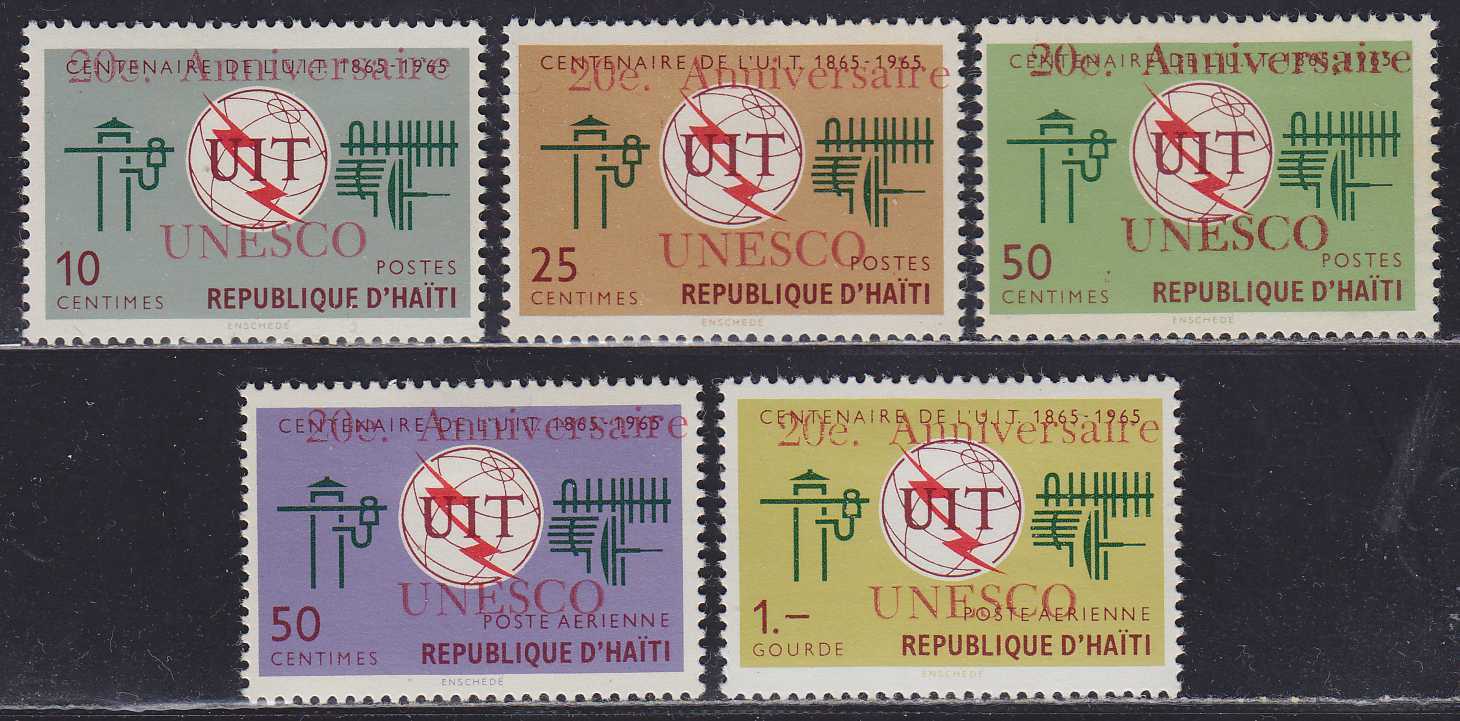 CENTENAIRE DE L'U.I.T. 1865-1965
20e. Anniversaire
UIT
UNESCO
10
POSTES
CENTIMES
REPUBLIQUE D'HAÏTI
ENSCHEDÉ
CENTENAIRE DE L'U.I.T. 1865-1965
20e. Anniversaire
UIT
UNESCO
25
POSTES
CENTIMES
REPUBLIQUE D'HAÏTI
ENSCHEDÉ
CENTENAIRE DE L'U.I.T. 1865-1965
20e. Anniversaire
UIT
UNESCO
50
POSTES
CENTIMES
REPUBLIQUE D'HAÏTI
ENSCHEDÉ
CENTENAIRE DE L'U.I.T. 1865-1965
20e. Anniversaire
UIT
UNESCO
50
POSTE AERIENNE
CENTIMES
REPUBLIQUE D'HAÏTI
ENSCHEDÉ
CENTENAIRE DE L'U.I.T. 1865-1965
20e. Anniversaire
UIT
UNESCO
1.–
POSTE AERIENNE
GOURDE
REPUBLIQUE D'HAÏTI
ENSCHEDÉ